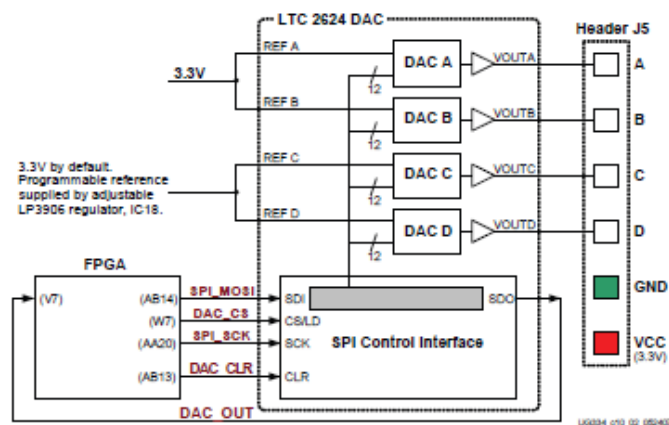 LTC 2624 DAC
Header J5
REF A
DAC A
VOUTA
A
3.3V
12
REF B
DAC B
VOUTB
B
12
3.3V by default.
Programmable reference
supplied by adjustable
LP3906 regulator, IC18.
REF C
DAC C
VOUTC
C
12
REF D
DAC D
VOUTD
D
12
FPGA
(V7)
(AB14)
SPI_MOSI
SDI
SDO
GND
(W7)
DAC_CS
CS/LD
(AA20)
SPI_SCK
SCK
SPI Control Interface
VCC
(3.3V)
(AB13)
DAC_CLR
CLR
DAC_OUT